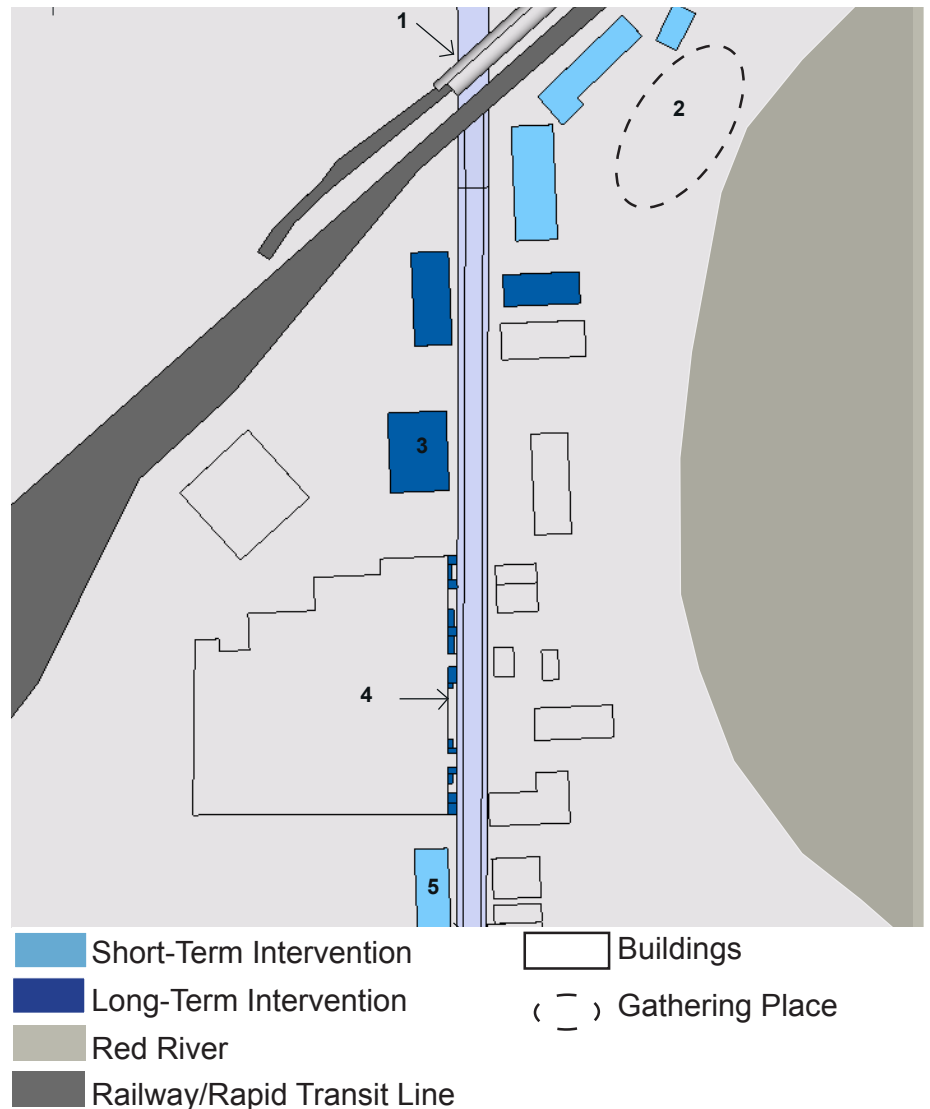 1
2
3
4
5
Short-Term Intervention
Buildings
Long-Term Intervention
Gathering Place
Red River
Railway/Rapid Transit Line